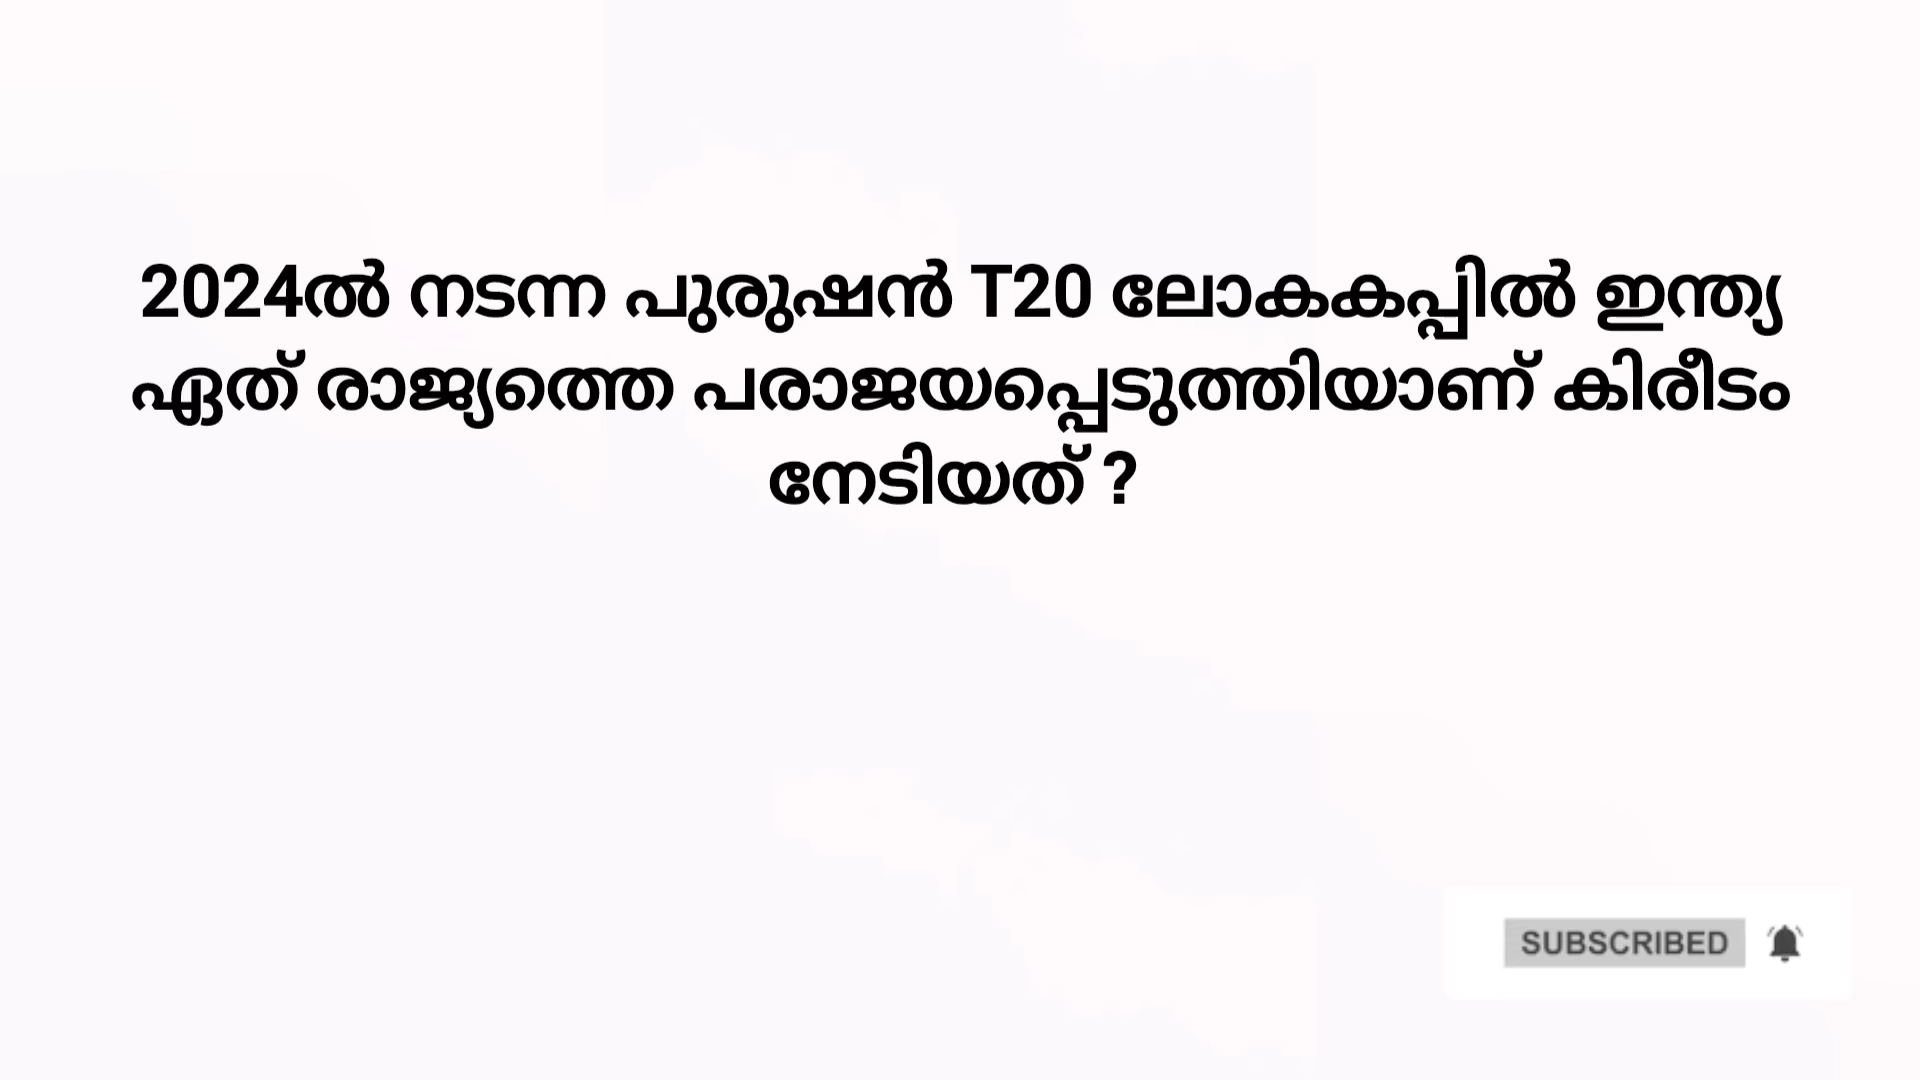 2024ൽ നടന്ന പുരുഷൻ T20 ലോകകപ്പിൽ ഇന്ത്യ
ഏത് രാജ്യത്തെ പരാജയപ്പെടുത്തിയാണ് കിരീടം
നേടിയത് ?
SUBSCRIBED